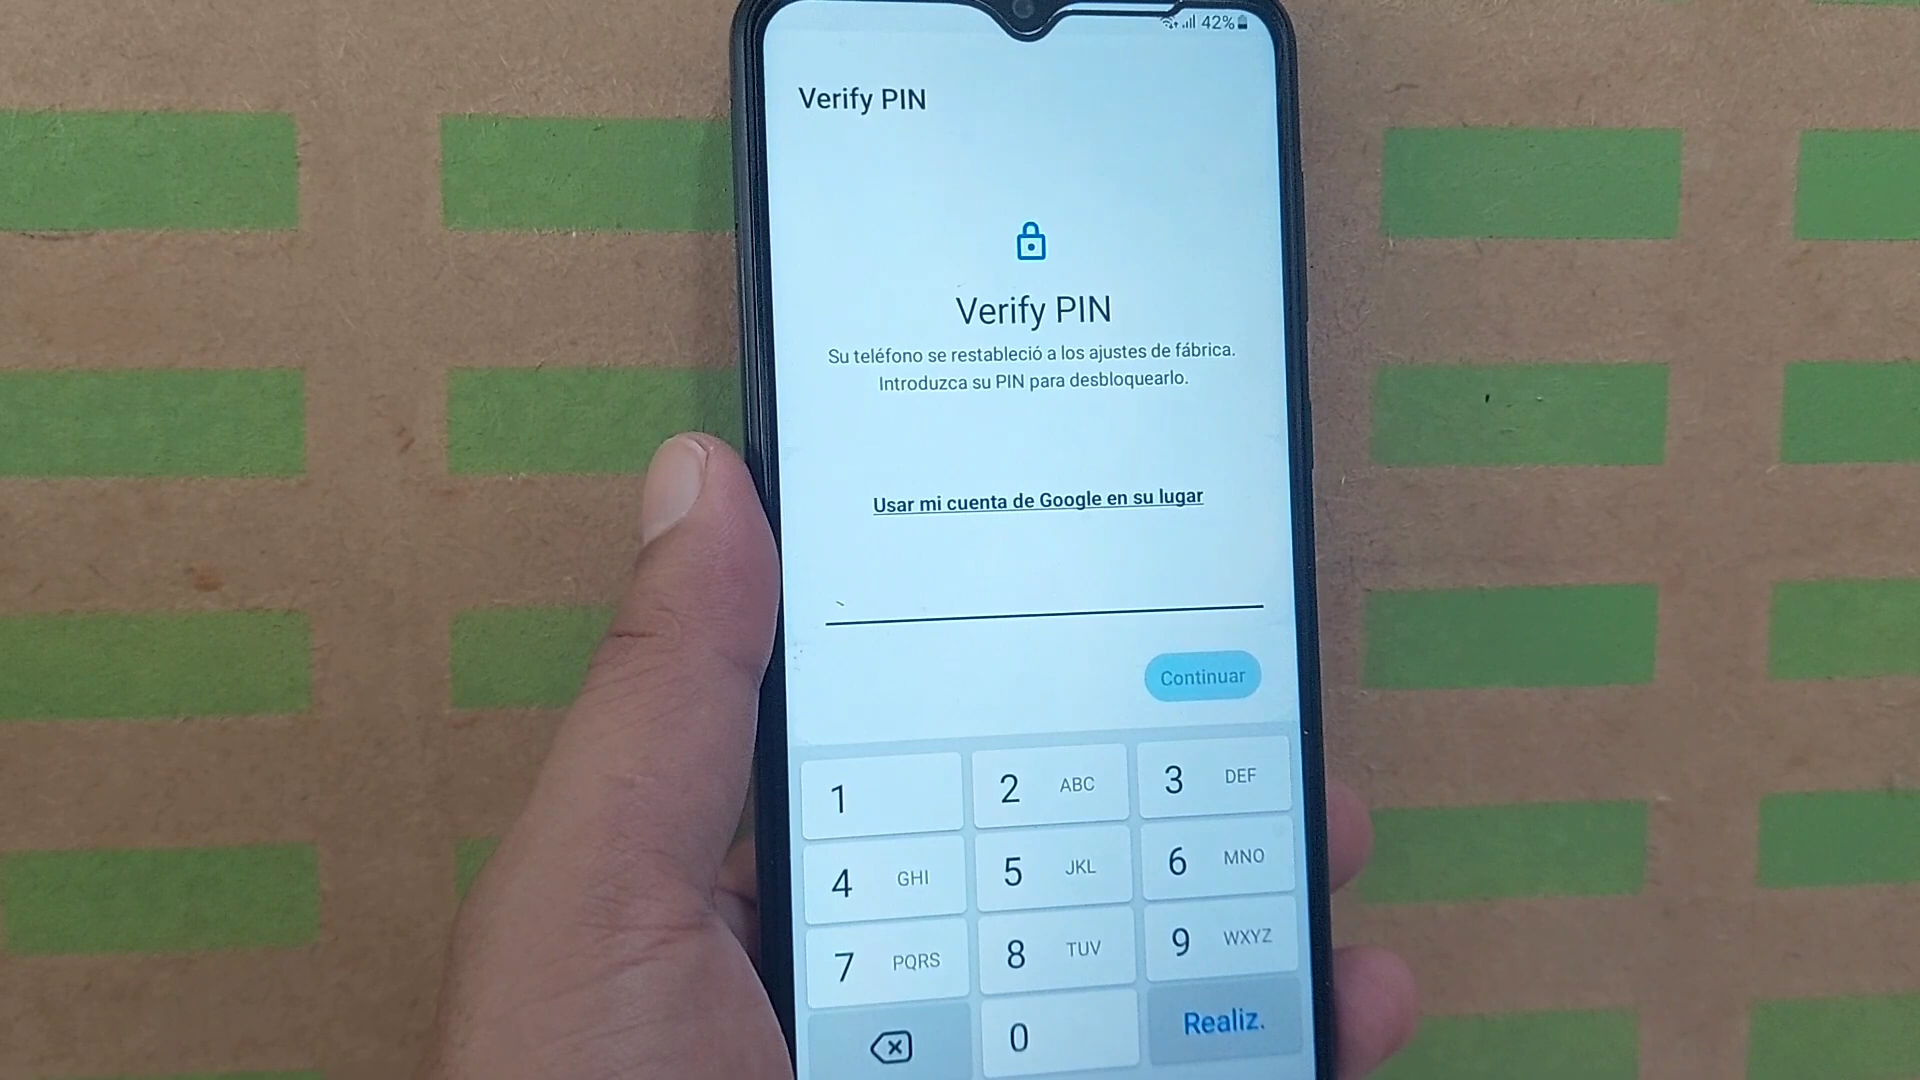 42%
Verify PIN
Verify PIN
Su teléfono se restableció a los ajustes de fábrica.
Introduzca su PIN para desbloquearlo.
Usar mi cuenta de Google en su lugar
Continuar
1 2 ABC 3 DEF
4 GHI 5 JKL 6 MNO
7 PQRS 8 TUV 9 WXYZ
0 Realiz.